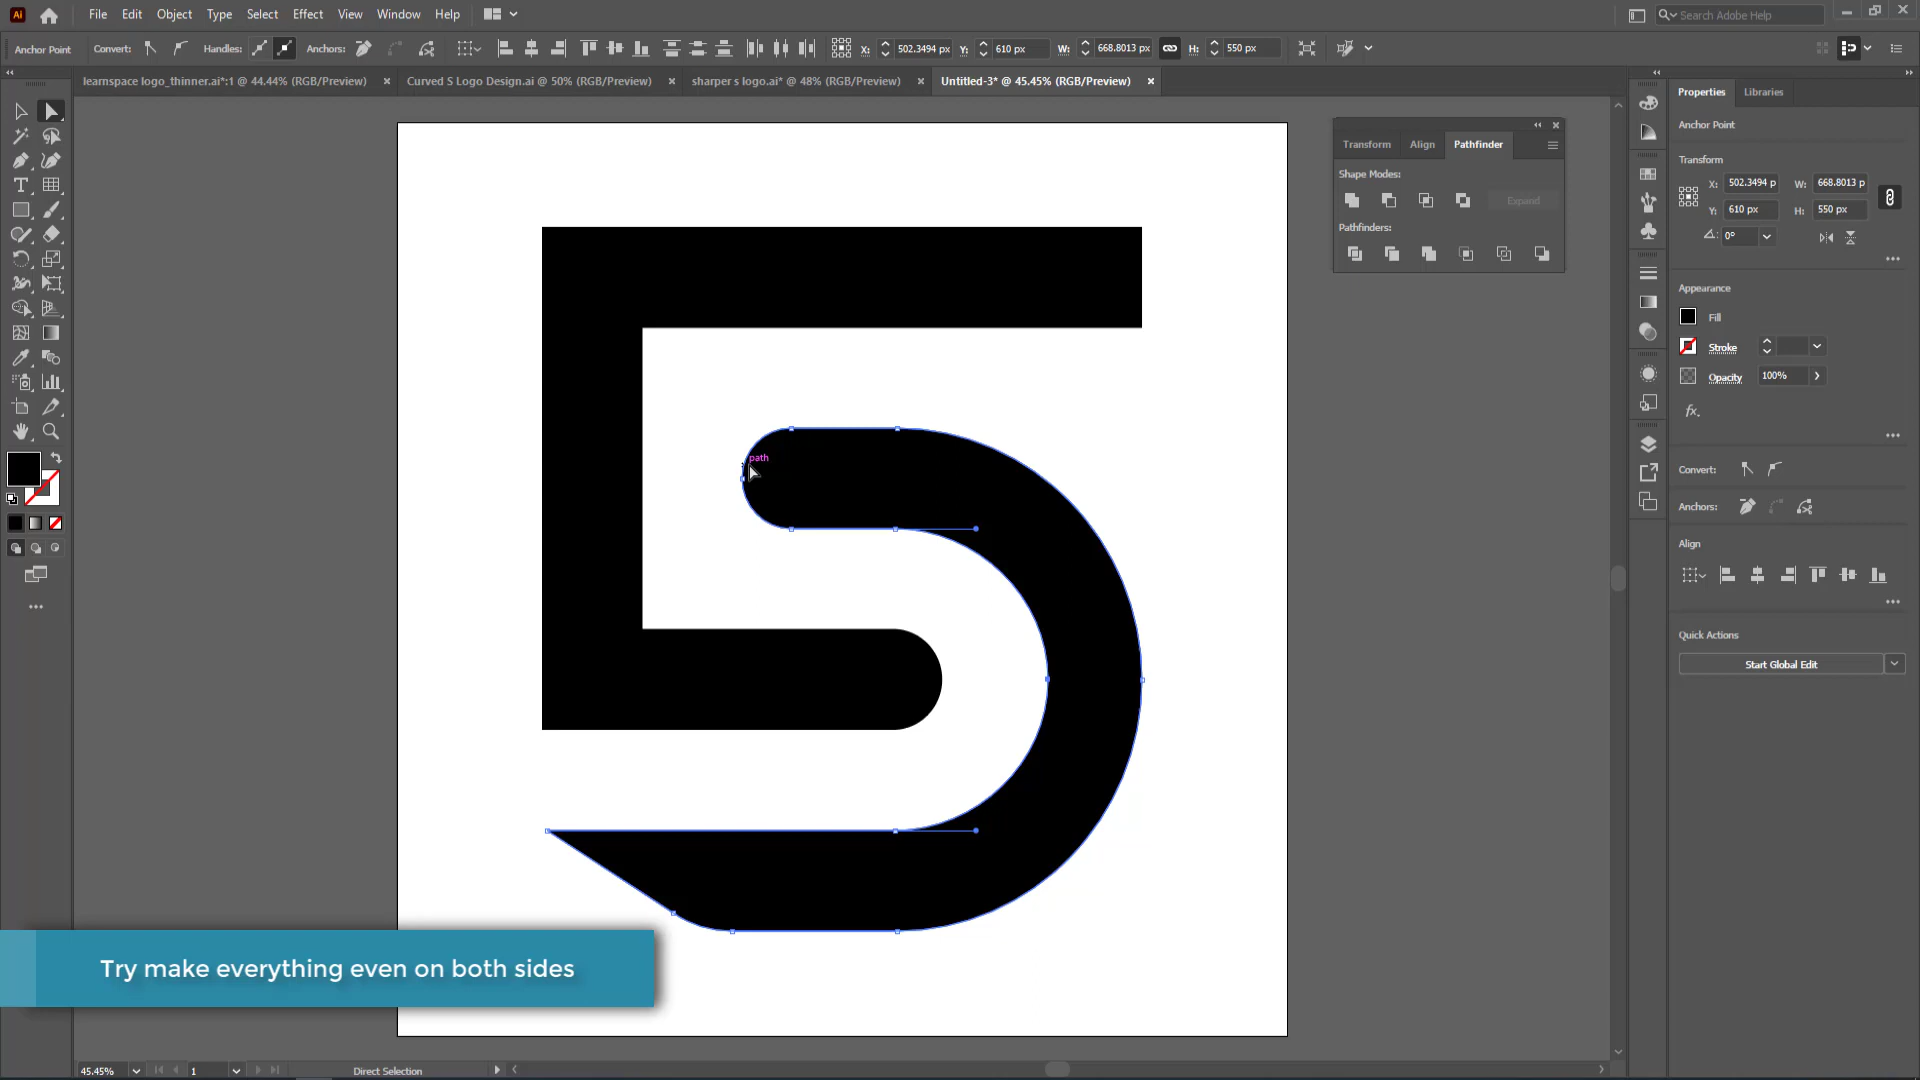 Ai File Edit Object Type Select Effect View Window Help Search Adobe Help
Anchor Point Convert: Handles: Anchors: X: 502.3494 px Y: 610 px W: 668.8013 px H: 550 px
learnspace logo_thinner.ai*:1 @ 44.44% (RGB/Preview) Curved S Logo Design.ai @ 50% (RGB/Preview) sharper s logo.ai* @ 48% (RGB/Preview) Untitled-3* @ 45.45% (RGB/Preview)
Properties Libraries
Anchor Point
Transform Align Pathfinder
Transform
Shape Modes:
X: 502.3494 p W: 668.8013 p
Expand
Y: 610 px H: 550 px
Pathfinders:
0°
Appearance
Fill
Stroke
Opacity 100%
fx.
path
Convert:
Anchors:
Align
Quick Actions
Start Global Edit
Try make everything even on both sides
45.45% 1 Direct Selection